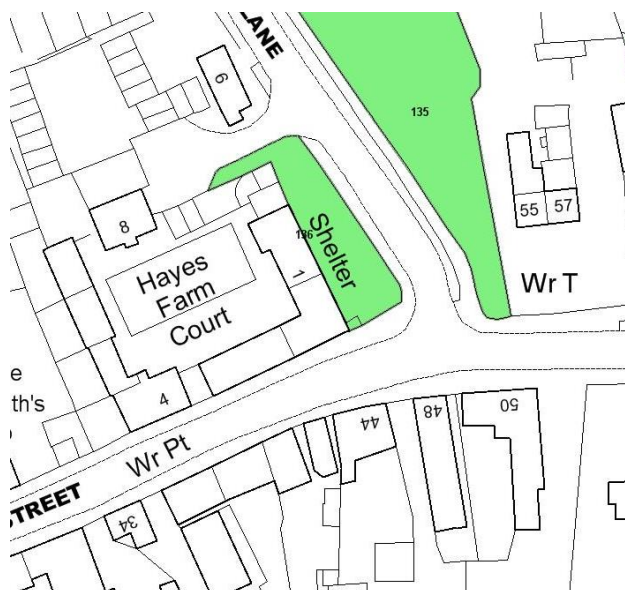 LANE
6
135
8
55
57
Shelter
136
Wr T
Hayes
Farm
Court
1
e
th's
4
44
48
50
Wr Pt
STREET
34